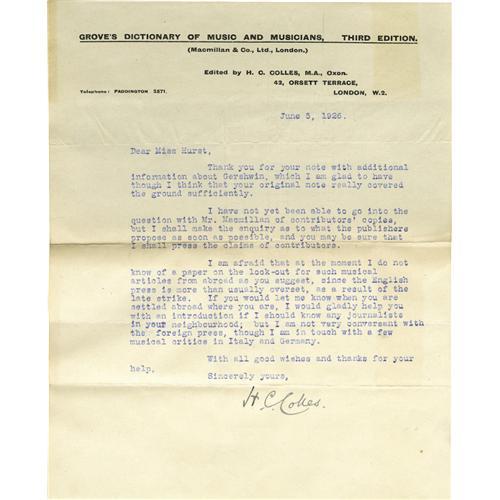 GROVE'S DICTIONARY OF MUSIC AND MUSICIANS, THIRD EDITION.
(Macmillan & Co., Ltd., London.)
Edited by H. C. COLLES, M.A., Oxon.
42, ORSETT TERRACE,
Telephone: PADDINGTON 2871. LONDON, W.2.
June 5, 1926.
Dear Miss Hurst,
Thank you for your note with additional
information about Gershwin, which I am glad to have
though I think that your original note really covered
the ground sufficiently.
I have not yet been able to go into the
question with Mr. Macmillan of contributors' copies,
but I shall make the enquiry as to what the publishers
propose as soon as possible, and you may be sure that
I shall press the claims of contributors.
I am afraid that at the moment I do not
know of a paper on the look-out for such musical
articles from abroad as you suggest, since the English
press is more than usually overset, as a result of the
late strike. If you would let me know when you are
settled abroad where you are, I would gladly help you
with an introduction if I should know any journalists
in your neighbourhood; but I am not very conversant with
the foreign press, though I am in touch with a few
musical critics in Italy and Germany.
With all good wishes and thanks for your
help,
Sincerely yours,
H. C. Colles.